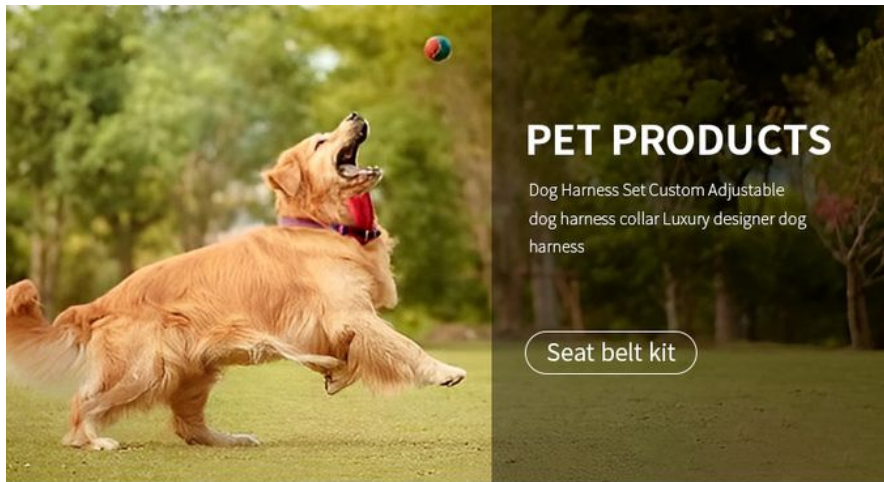 PET PRODUCTS
Dog Harness Set Custom Adjustable
dog harness collar Luxury designer dog
harness
Seat belt kit